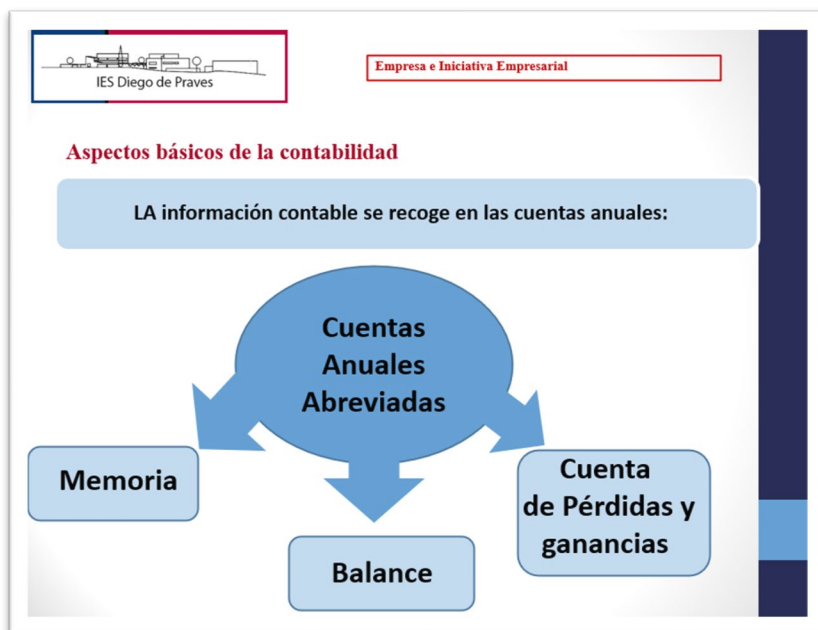 IES Diego de Praves
Empresa e Iniciativa Empresarial
Aspectos básicos de la contabilidad
LA información contable se recoge en las cuentas anuales:
Cuentas
Anuales
Abreviadas
Memoria
Cuenta
de Pérdidas y
ganancias
Balance